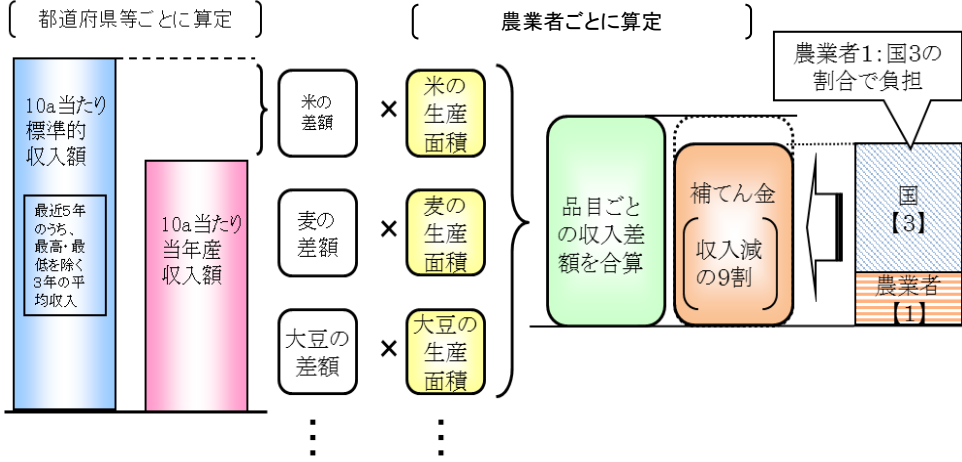 都道府県等ごとに算定
農業者ごとに算定
10a当たり
標準的
収入額
最近5年
のうち、
最高・最
低を除く
3年の平
均収入
10a当たり
当年産
収入額
米の
差額
×
米の
生産
面積
麦の
差額
×
麦の
生産
面積
大豆の
差額
×
大豆の
生産
面積
品目ごと
の収入差
額を合算
補てん金
収入減
の9割
農業者1:国3の
割合で負担
国
【3】
農業者
【1】